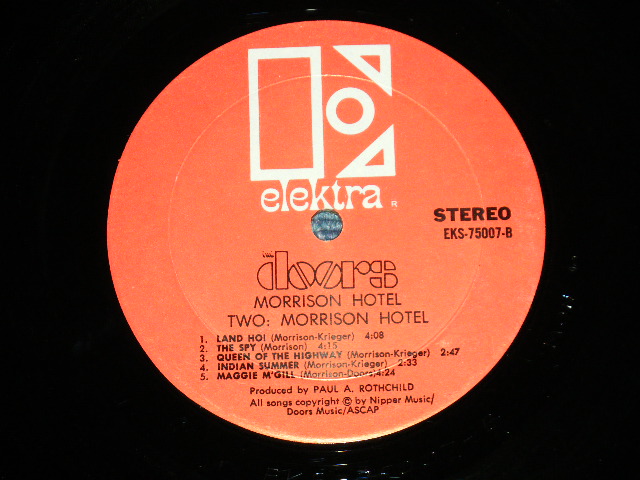 elektra ®
STEREO
EKS-75007-B
THE doors
MORRISON HOTEL
TWO: MORRISON HOTEL
1. LAND HO! (Morrison-Krieger) 4:08
2. THE SPY (Morrison) 4:15
3. QUEEN OF THE HIGHWAY (Morrison-Krieger) 2:47
4. INDIAN SUMMER (Morrison-Krieger) 2:33
5. MAGGIE M'GILL (Morrison-Doors) 4:24
Produced by PAUL A. ROTHCHILD
All songs copyright © by Nipper Music/
Doors Music/ASCAP